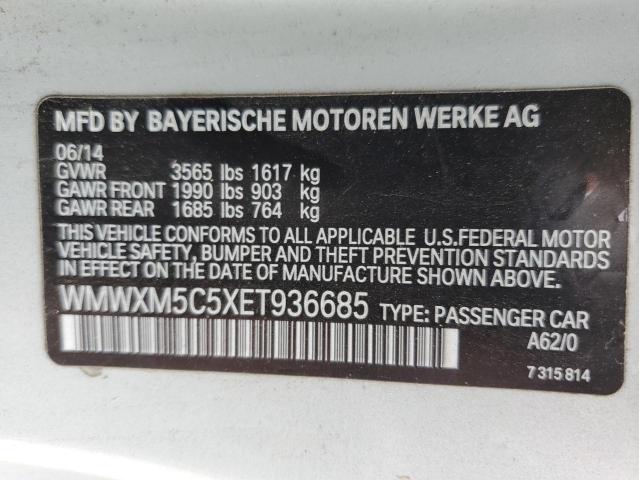 MFD BY BAYERISCHE MOTOREN WERKE AG
06/14
GVWR 3565 lbs 1617 kg
GAWR FRONT 1990 lbs 903 kg
GAWR REAR 1685 lbs 764 kg
THIS VEHICLE CONFORMS TO ALL APPLICABLE U.S.FEDERAL MOTOR
VEHICLE SAFETY, BUMPER AND THEFT PREVENTION STANDARDS
IN EFFECT ON THE DATE OF MANUFACTURE SHOWN ABOVE.
WMWXM5C5XET936685 TYPE: PASSENGER CAR
A62/0
7 315 814